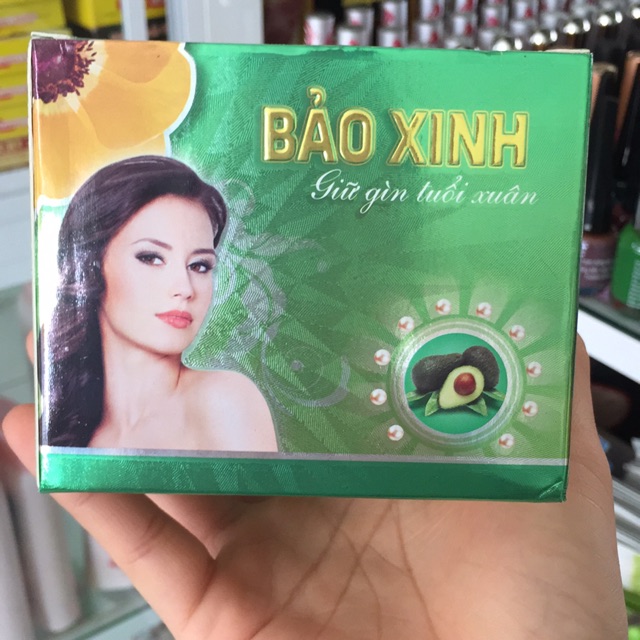 BẢO XINH
Giữ gìn tuổi xuân